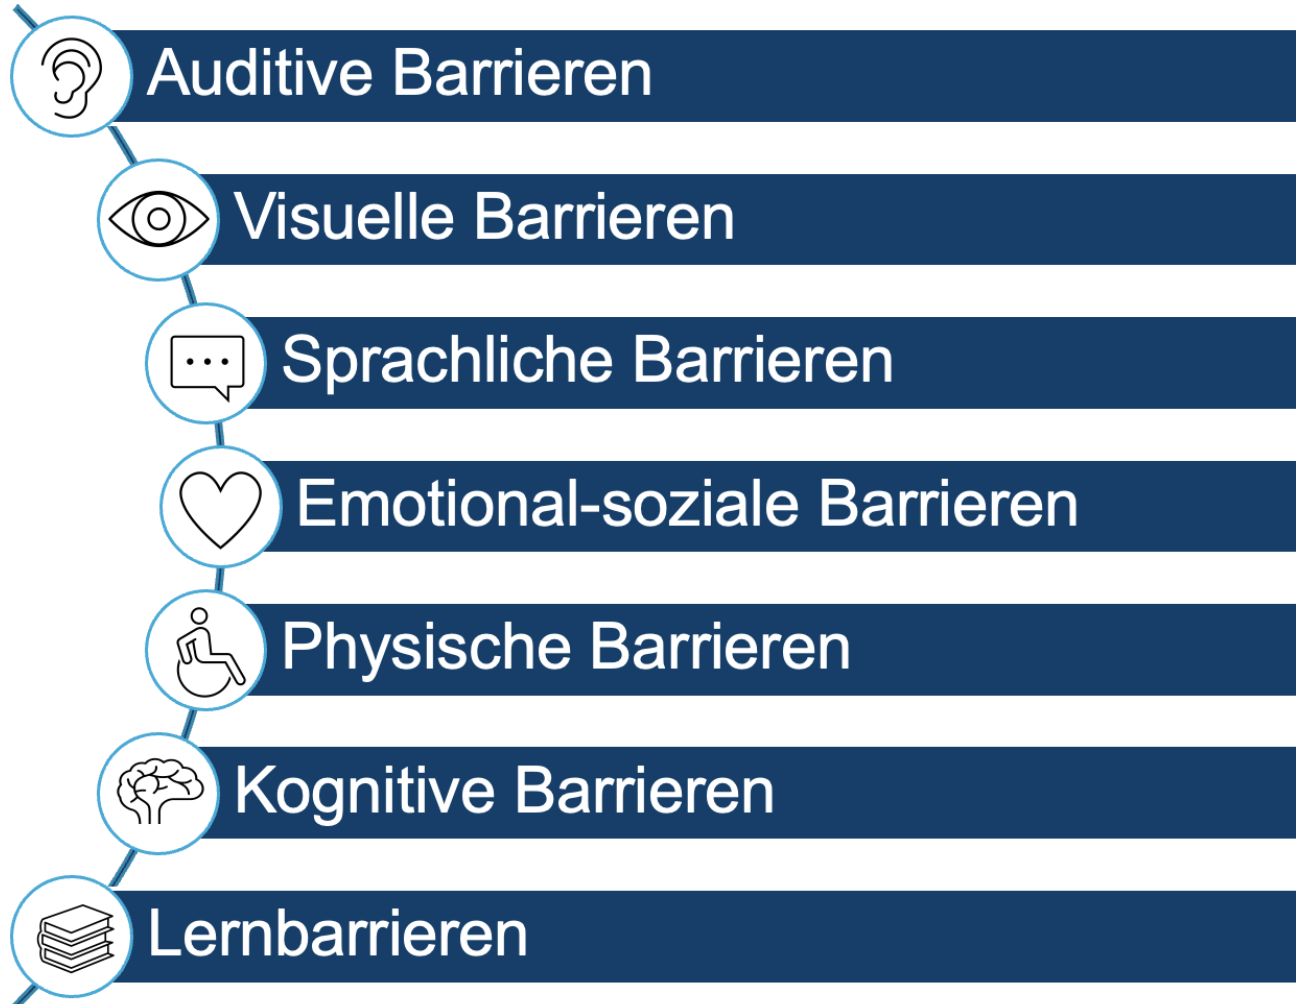 Auditive Barrieren
Visuelle Barrieren
Sprachliche Barrieren
Emotional-soziale Barrieren
Physische Barrieren
Kognitive Barrieren
Lernbarrieren